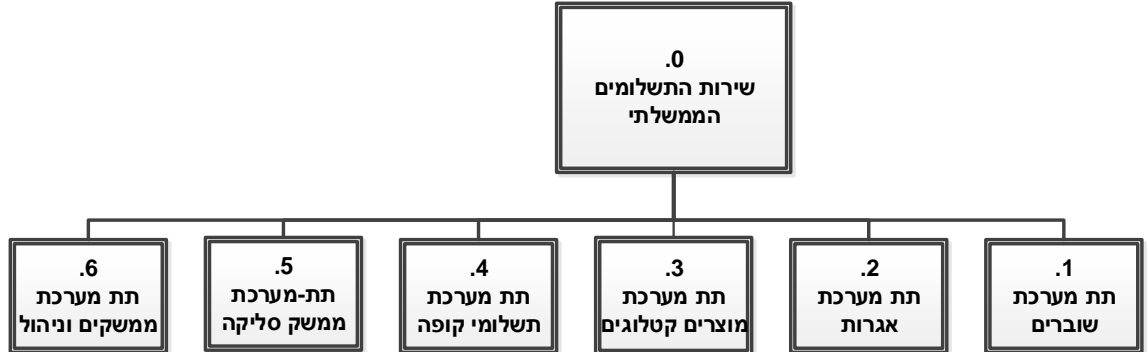 0.
שירות התשלומים
הממשלתי
1.
תת מערכת
שוברים
2.
תת מערכת
אגרות
3.
תת מערכת
מוצרים קטלוגים
4.
תת מערכת
תשלומי קופה
5.
תת-מערכת
ממשק סליקה
6.
תת מערכת
ממשקים וניהול